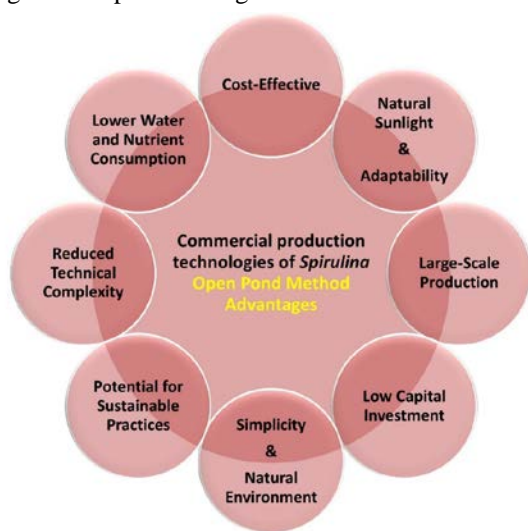 Cost-Effective
Natural
Sunlight
&
Adaptability
Large-Scale
Production
Low Capital
Investment
Simplicity
&
Natural
Environment
Potential for
Sustainable
Practices
Reduced
Technical
Complexity
Lower Water
and Nutrient
Consumption
Commercial production
technologies of Spirulina
Open Pond Method
Advantages